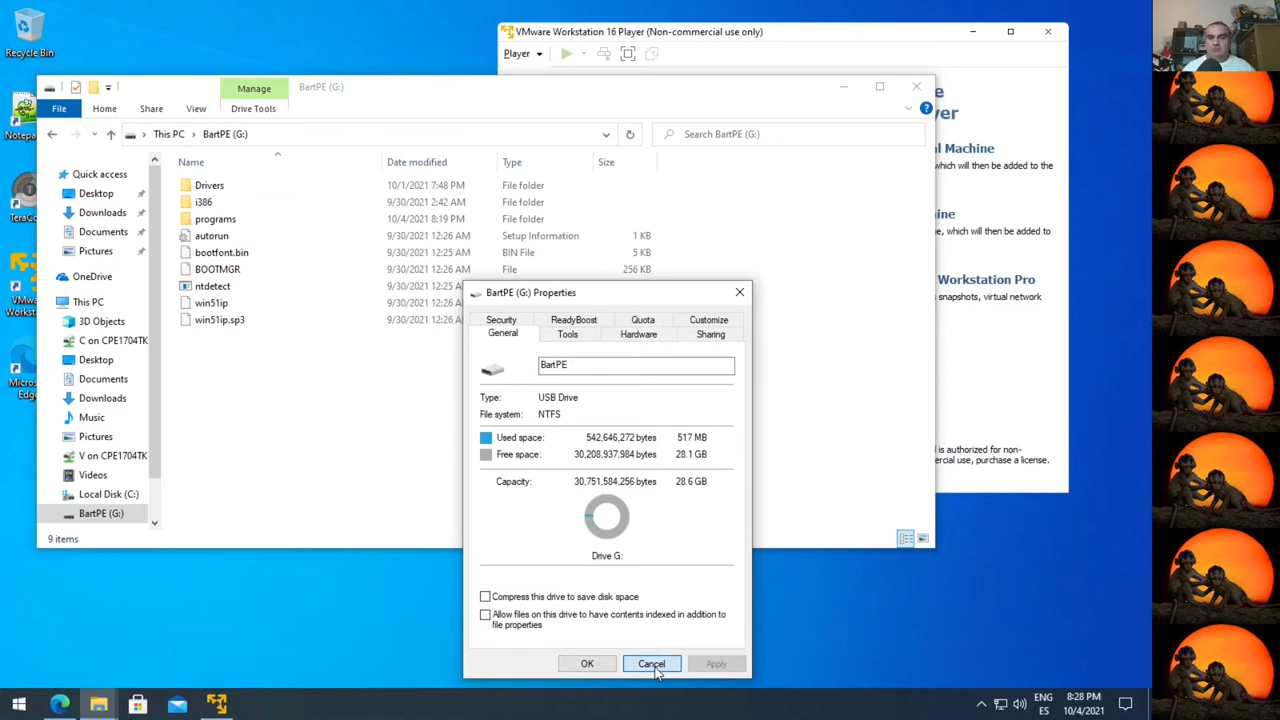 Recycle Bin
VMware Workstation 16 Player (Non-commercial use only)
Player
Manage
BartPE (G:)
File
Home
Share
View
Drive Tools
This PC
BartPE (G:)
Search BartPE (G:)
Name
Date modified
Type
Size
Quick access
Desktop
Downloads
Documents
Pictures
OneDrive
This PC
3D Objects
C on CPE1704TK
Desktop
Documents
Downloads
Music
Pictures
V on CPE1704TK
Videos
Local Disk (C:)
BartPE (G:)
Drivers 10/1/2021 7:48 PM File folder
i386 9/30/2021 2:42 AM File folder
programs 10/4/2021 8:19 PM File folder
autorun 9/30/2021 12:26 AM Setup Information 1 KB
bootfont.bin 9/30/2021 12:25 AM BIN File 5 KB
BOOTMGR 9/30/2021 12:26 AM File 256 KB
ntdetect 9/30/2021 12:25
win51ip 9/30/2021 12:26
win51ip.sp3 9/30/2021 12:26
9 items
l Machine
which will then be added to the
ine
which will then be added to
Workstation Pro
s snapshots, virtual network
d is authorized for non-
ercial use, purchase a license.
BartPE (G:) Properties
Security
ReadyBoost
Quota
Customize
General
Tools
Hardware
Sharing
BartPE
Type: USB Drive
File system: NTFS
Used space: 542,646,272 bytes 517 MB
Free space: 30,208,937,984 bytes 28.1 GB
Capacity: 30,751,584,256 bytes 28.6 GB
Drive G:
Compress this drive to save disk space
Allow files on this drive to have contents indexed in addition to
file properties
OK
Cancel
Apply
Notepa
TeraCo
VMw
Workst
Micros
Edg
ENG
ES
8:28 PM
10/4/2021